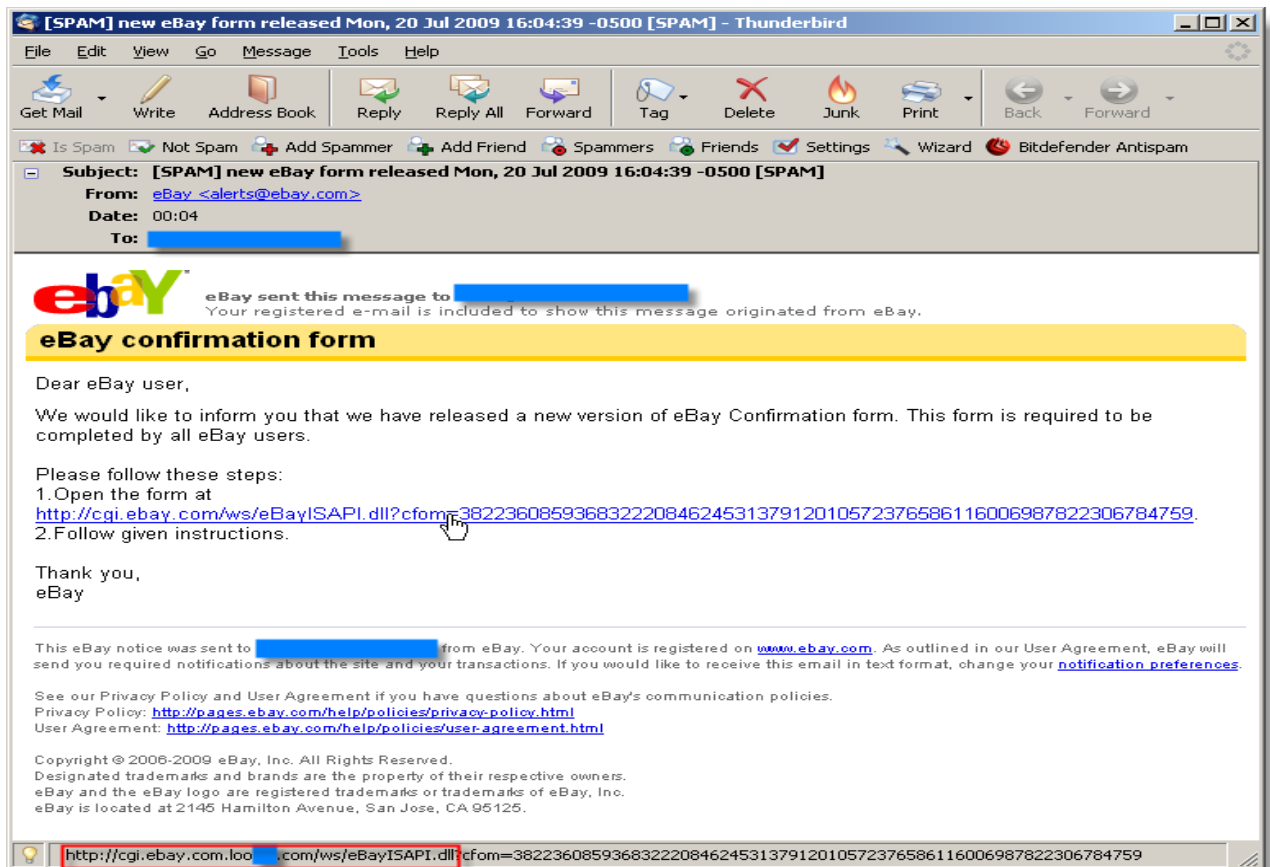 [SPAM] new eBay form released Mon, 20 Jul 2009 16:04:39 -0500 [SPAM] - Thunderbird
File Edit View Go Message Tools Help
Get Mail Write Address Book Reply Reply All Forward Tag Delete Junk Print Back Forward
Is Spam Not Spam Add Spammer Add Friend Spammers Friends Settings Wizard Bitdefender Antispam
Subject: [SPAM] new eBay form released Mon, 20 Jul 2009 16:04:39 -0500 [SPAM]
From: eBay <alerts@ebay.com>
Date: 00:04
To:
ebaY
eBay sent this message to
Your registered e-mail is included to show this message originated from eBay.
eBay confirmation form
Dear eBay user,
We would like to inform you that we have released a new version of eBay Confirmation form. This form is required to be
completed by all eBay users.
Please follow these steps:
1.Open the form at
http://cgi.ebay.com/ws/eBayISAPI.dll?cfom=38223608593683222084624531379120105723765861160069878223067847​59.
2.Follow given instructions.
Thank you,
eBay
This eBay notice was sent to from eBay. Your account is registered on www.ebay.com. As outlined in our User Agreement, eBay will
send you required notifications about the site and your transactions. If you would like to receive this email in text format, change your notification preferences.
See our Privacy Policy and User Agreement if you have questions about eBay's communication policies.
Privacy Policy: http://pages.ebay.com/help/policies/privacy-policy.html
User Agreement: http://pages.ebay.com/help/policies/user-agreement.html
Copyright © 2006-2009 eBay, Inc. All Rights Reserved.
Designated trademarks and brands are the property of their respective owners.
eBay and the eBay logo are registered trademarks or trademarks of eBay, Inc.
eBay is located at 2145 Hamilton Avenue, San Jose, CA 95125.
http://cgi.ebay.com.loo .com/ws/eBayISAPI.dll?cfom=3822360859368322208462453137912010572376586116006987822306784759